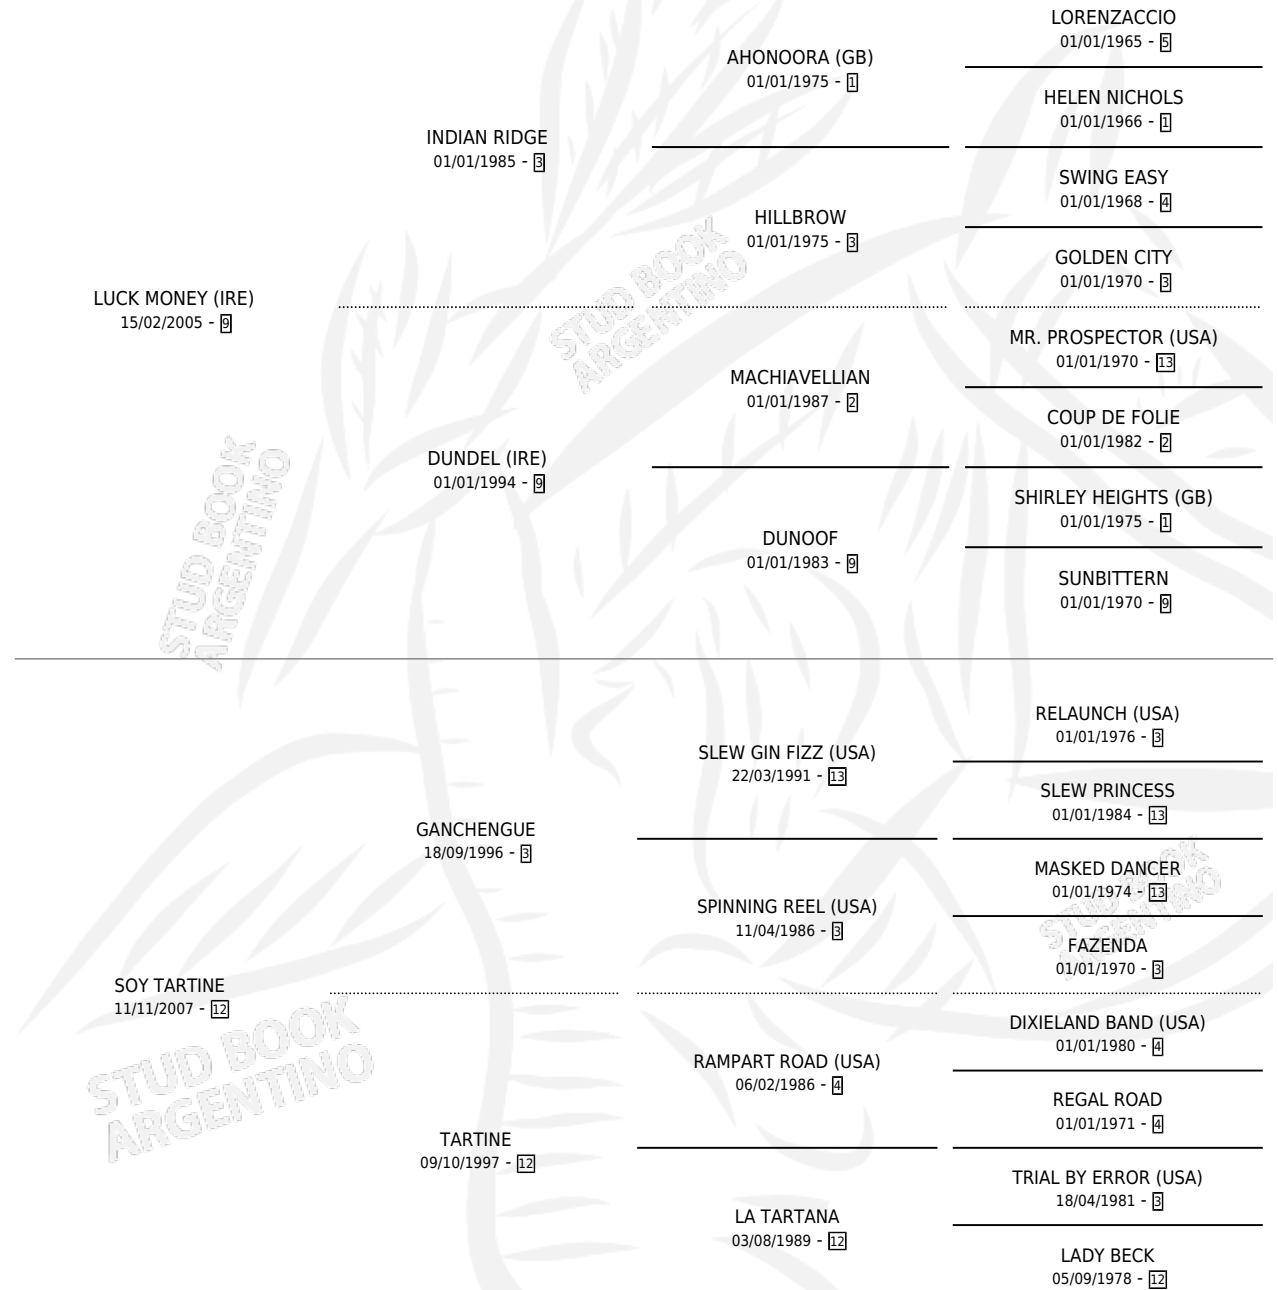 LORENZACCIO
01/01/1965 - 5
AHONOORA (GB)
01/01/1975 - 1
HELEN NICHOLS
01/01/1966 - 1
INDIAN RIDGE
01/01/1985 - 3
SWING EASY
01/01/1968 - 4
HILLBROW
01/01/1975 - 3
GOLDEN CITY
01/01/1970 - 3
LUCK MONEY (IRE)
15/02/2005 - 9
MR. PROSPECTOR (USA)
01/01/1970 - 13
MACHIAVELLIAN
01/01/1987 - 2
COUP DE FOLIE
01/01/1982 - 2
DUNDEL (IRE)
01/01/1994 - 9
SHIRLEY HEIGHTS (GB)
01/01/1975 - 1
DUNOOF
01/01/1983 - 9
SUNBITTERN
01/01/1970 - 9
STUD BOOK
ARGENTINO
STUD BOOK
ARGENTINO
RELAUNCH (USA)
01/01/1976 - 3
SLEW GIN FIZZ (USA)
22/03/1991 - 13
SLEW PRINCESS
01/01/1984 - 13
GANCHENGUE
18/09/1996 - 3
MASKED DANCER
01/01/1974 - 13
SPINNING REEL (USA)
11/04/1986 - 3
FAZENDA
01/01/1970 - 3
SOY TARTINE
11/11/2007 - 12
DIXIELAND BAND (USA)
01/01/1980 - 4
RAMPART ROAD (USA)
06/02/1986 - 4
REGAL ROAD
01/01/1971 - 4
TARTINE
09/10/1997 - 12
TRIAL BY ERROR (USA)
18/04/1981 - 3
LA TARTANA
03/08/1989 - 12
LADY BECK
05/09/1978 - 12
STUD BOOK
ARGENTINO
STUD BOOK
ARGENTINO